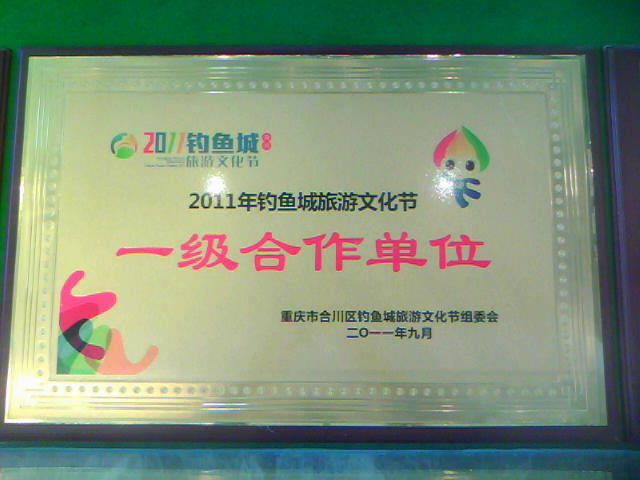 2011钓鱼城
旅游文化节
2011年钓鱼城旅游文化节
一级合作单位
重庆市合川区钓鱼城旅游文化节组委会
二〇一一年九月